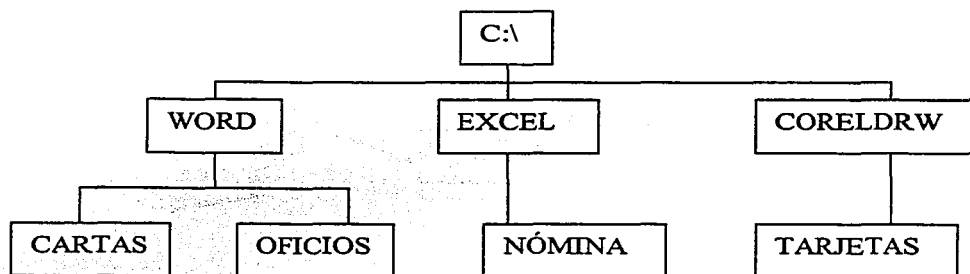 C:\
WORD
EXCEL
CORELDRW
CARTAS
OFICIOS
NÓMINA
TARJETAS